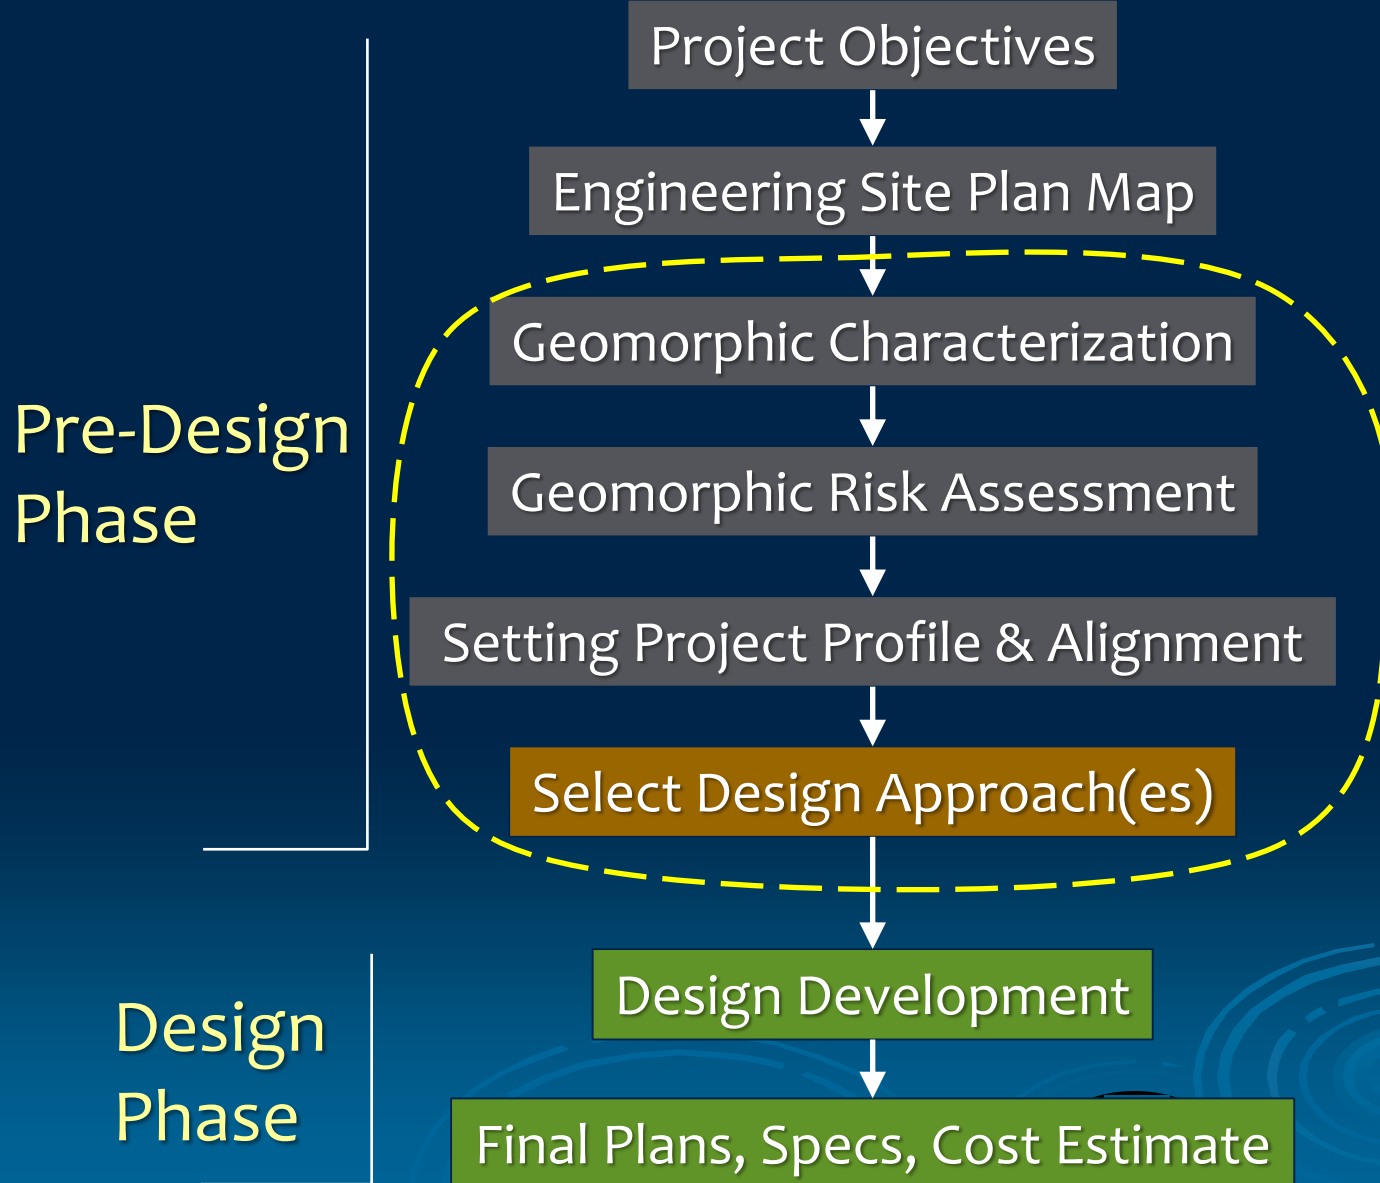 Project Objectives
Engineering Site Plan Map
Geomorphic Characterization
Pre-Design
Phase
Geomorphic Risk Assessment
Setting Project Profile & Alignment
Select Design Approach(es)
Design Development
Design
Phase
Final Plans, Specs, Cost Estimate